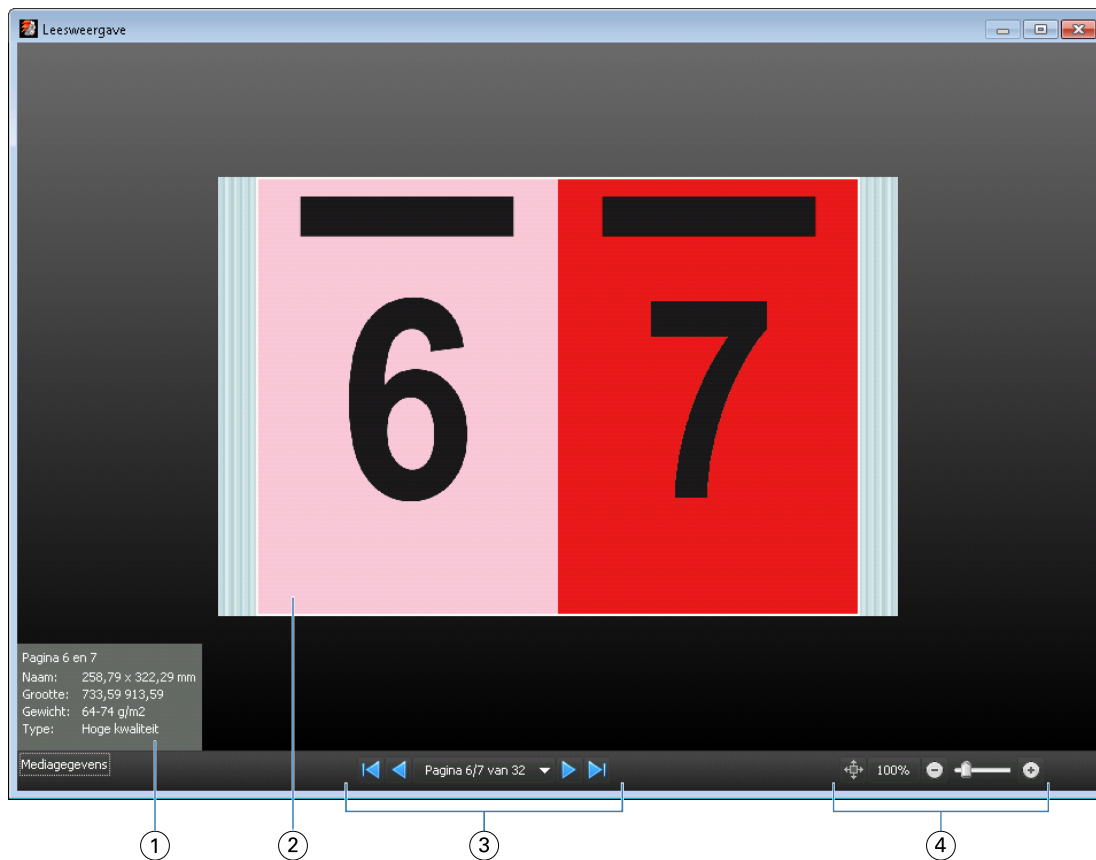 Leesweergave
6 7
Pagina 6 en 7
Naam: 258,79 x 322,29 mm
Grootte: 733,59 913,59
Gewicht: 64-74 g/m2
Type: Hoge kwaliteit
Mediagegevens
Pagina 6/7 van 32
100%
1 2 3 4